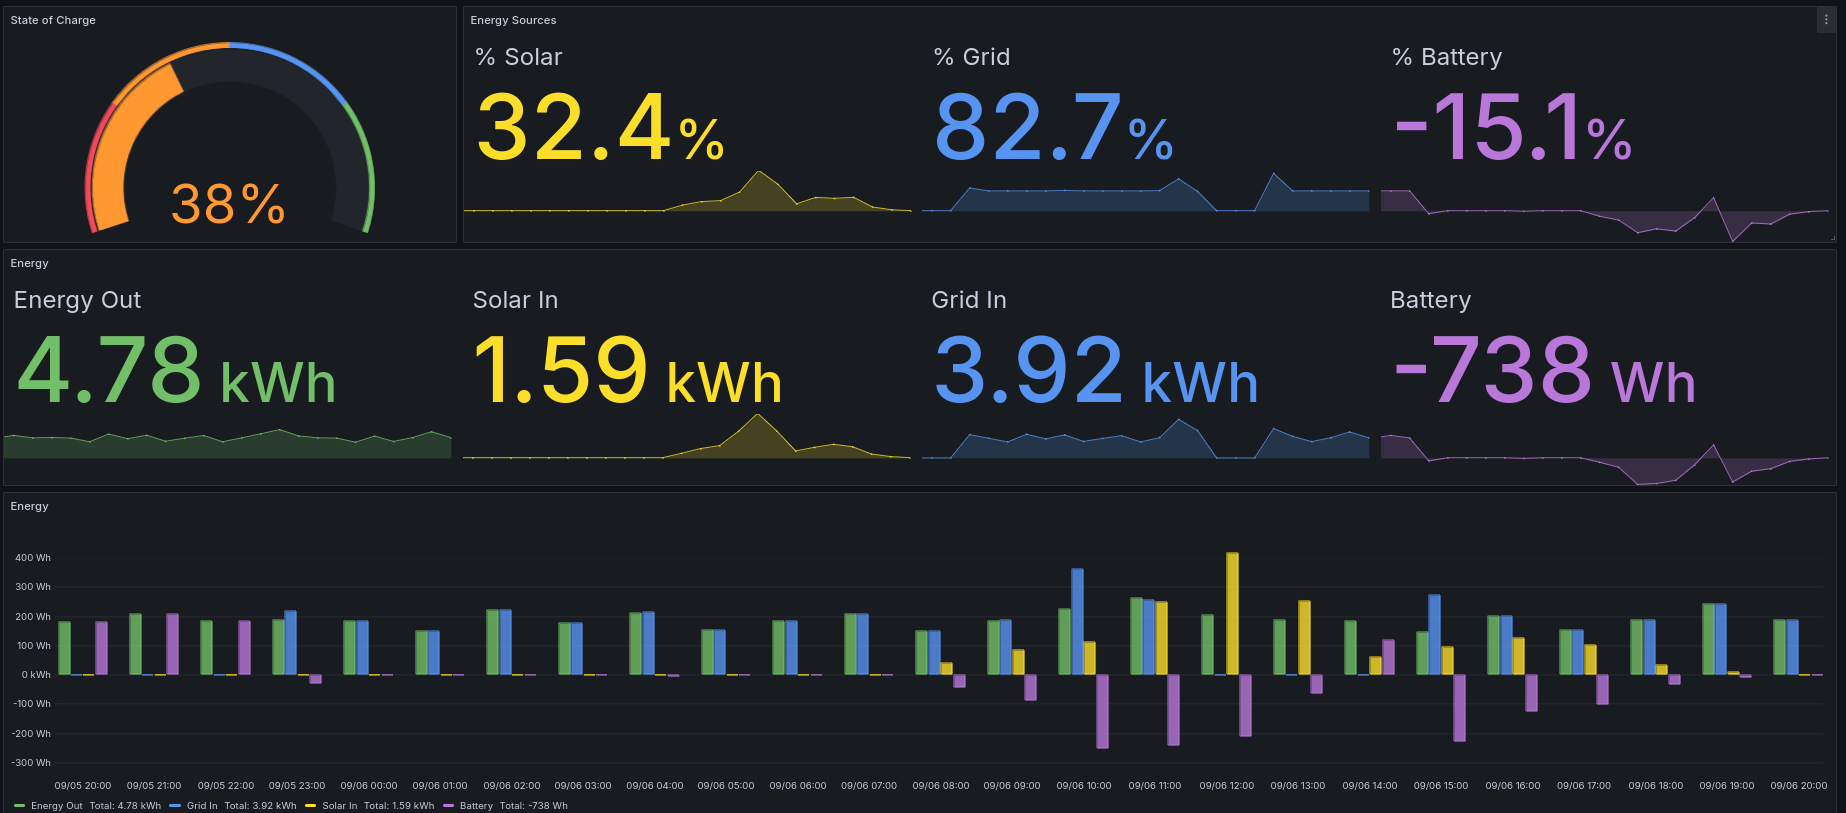 State of Charge
38%
Energy Sources
% Solar
32.4%
% Grid
82.7%
% Battery
-15.1%
Energy
Energy Out
4.78 kWh
Solar In
1.59 kWh
Grid In
3.92 kWh
Battery
-738 Wh
Energy
400 Wh
300 Wh
200 Wh
100 Wh
0 kWh
-100 Wh
-200 Wh
-300 Wh
09/05 20:00 09/05 21:00 09/05 22:00 09/05 23:00 09/06 00:00 09/06 01:00 09/06 02:00 09/06 03:00 09/06 04:00 09/06 05:00 09/06 06:00 09/06 07:00 09/06 08:00 09/06 09:00 09/06 10:00 09/06 11:00 09/06 12:00 09/06 13:00 09/06 14:00 09/06 15:00 09/06 16:00 09/06 17:00 09/06 18:00 09/06 19:00 09/06 20:00
Energy Out Total: 4.78 kWh Grid In Total: 3.92 kWh Solar In Total: 1.59 kWh Battery Total: -738 Wh